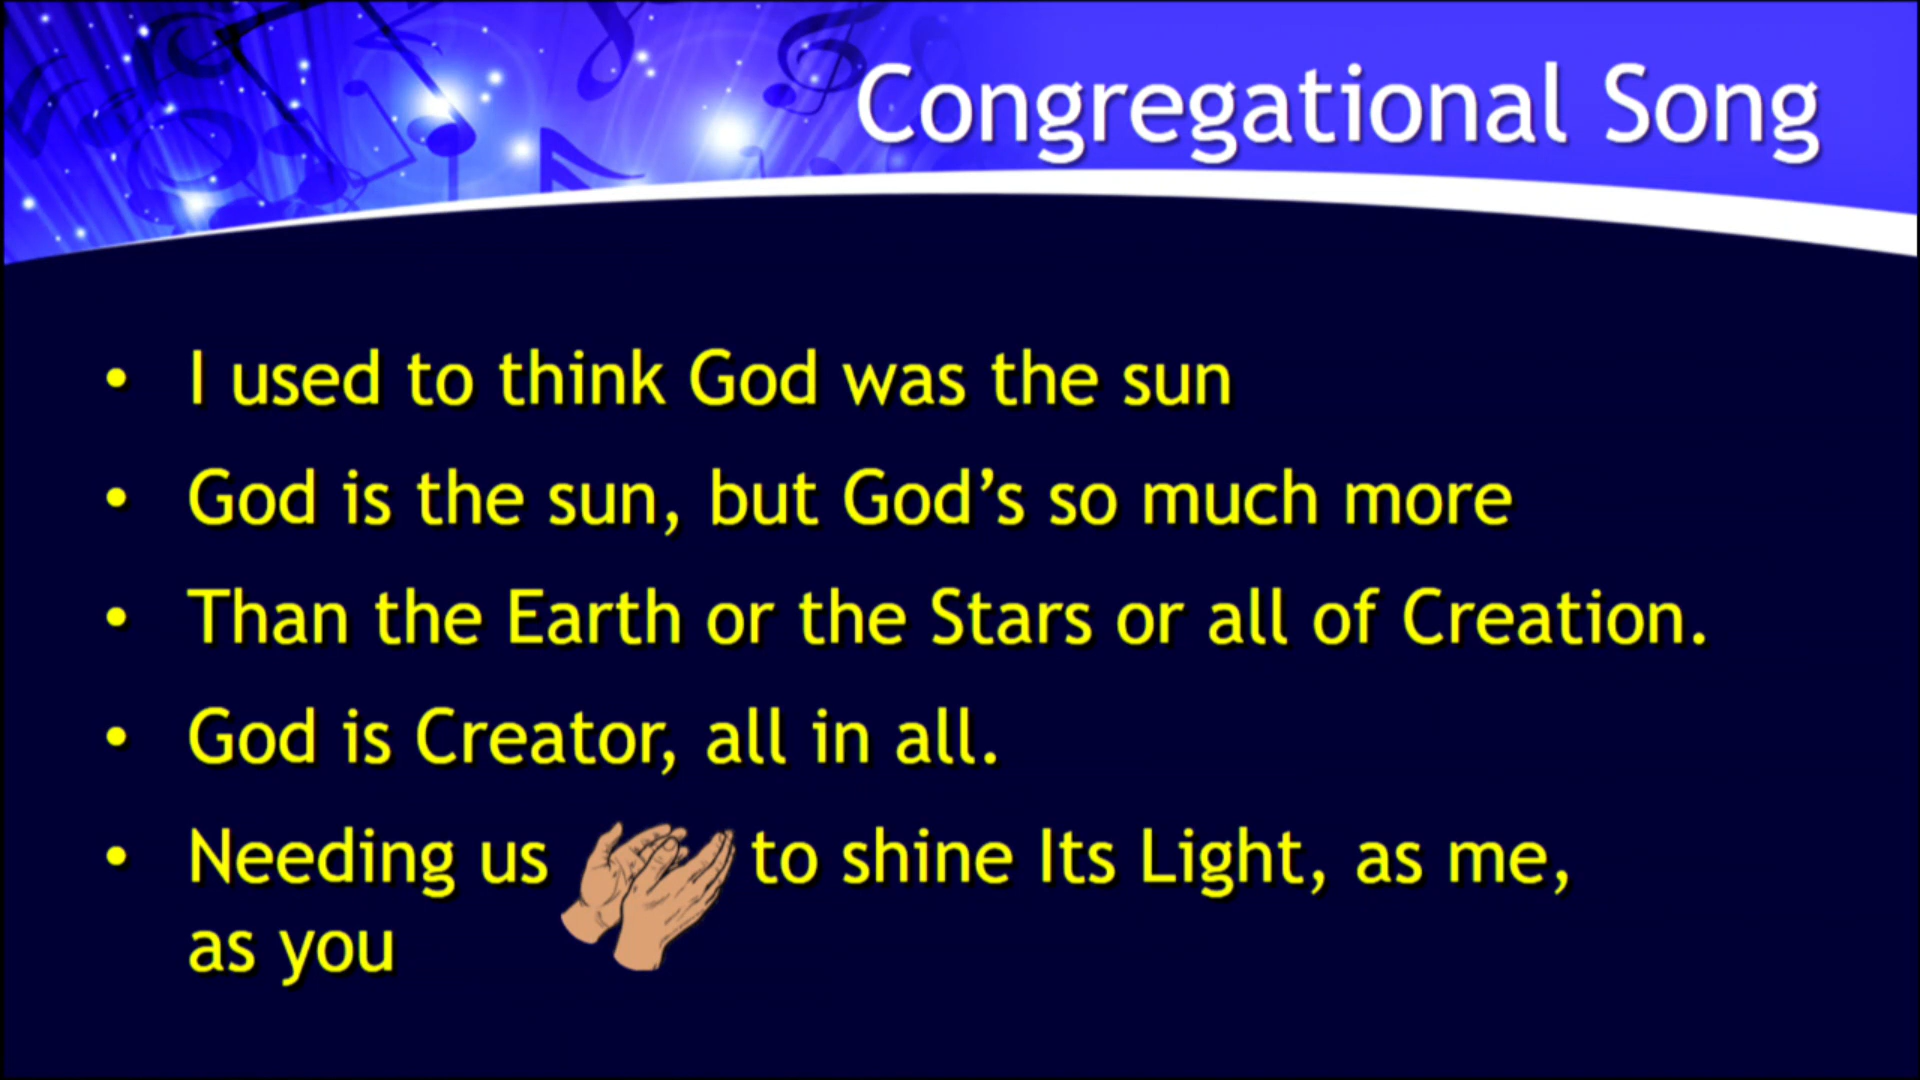 Congregational Song
• I used to think God was the sun
• God is the sun, but God’s so much more
• Than the Earth or the Stars or all of Creation.
• God is Creator, all in all.
• Needing us to shine Its Light, as me,
as you